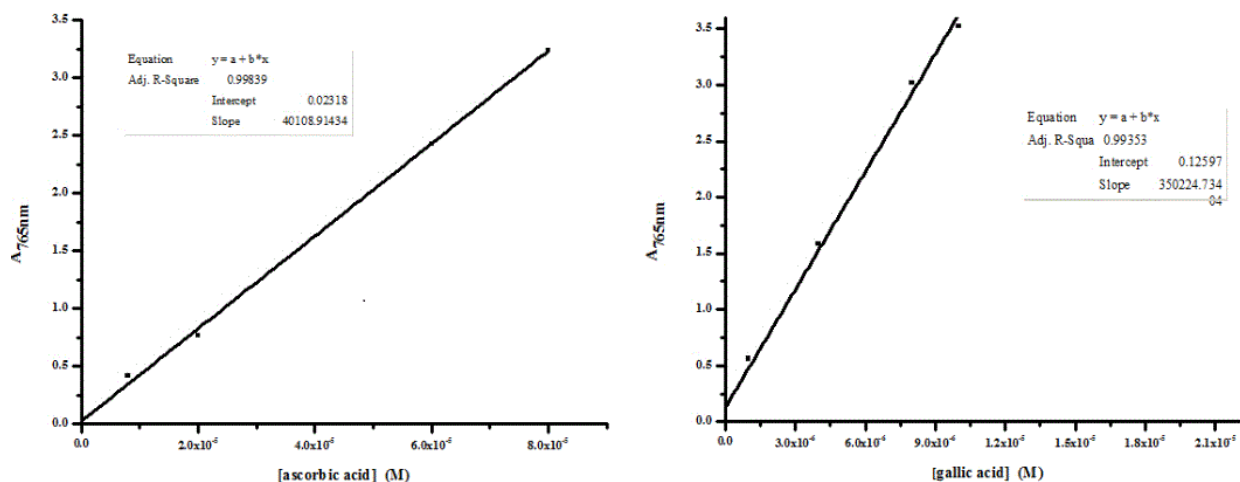 3.5
3.0
2.5
2.0
1.5
1.0
0.5
0.0
A765nm
Equation y = a + b*x
Adj. R-Square 0.99839
Intercept 0.02318
Slope 40108.91434
0.0 2.0x10⁻⁵ 4.0x10⁻⁵ 6.0x10⁻⁵ 8.0x10⁻⁵
[ascorbic acid] (M)
3.5
3.0
2.5
2.0
1.5
1.0
0.5
0.0
A765nm
Equation y = a + b*x
Adj. R-Squa 0.99353
Intercept 0.12597
Slope 350224.734
04
0.0 3.0x10⁻⁶ 6.0x10⁻⁶ 9.0x10⁻⁶ 1.2x10⁻⁵ 1.5x10⁻⁵ 1.8x10⁻⁵ 2.1x10⁻⁵
[gallic acid] (M)